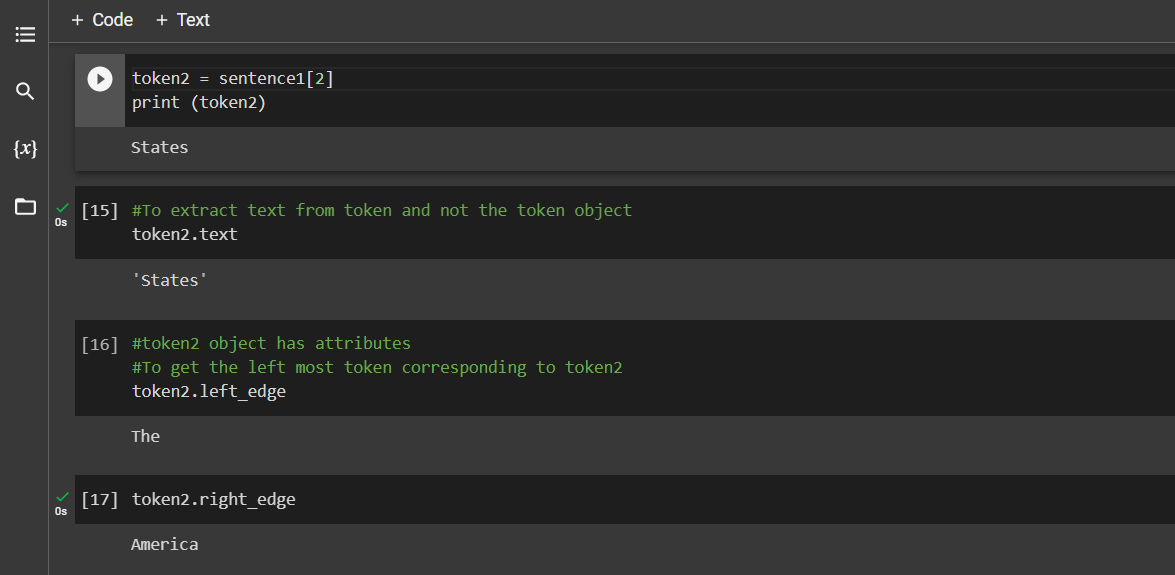 + Code + Text
token2 = sentence1[2]
print (token2)
States
{x}
0s
[15] #To extract text from token and not the token object
token2.text
'States'
[16] #token2 object has attributes
#To get the left most token corresponding to token2
token2.left_edge
The
0s
[17] token2.right_edge
America